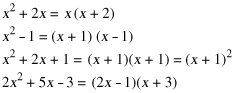 x² + 2x = x(x + 2)
x² - 1 = (x + 1) (x - 1)
x² + 2x + 1 = (x + 1)(x + 1) = (x + 1)²
2x² + 5x - 3 = (2x - 1)(x + 3)